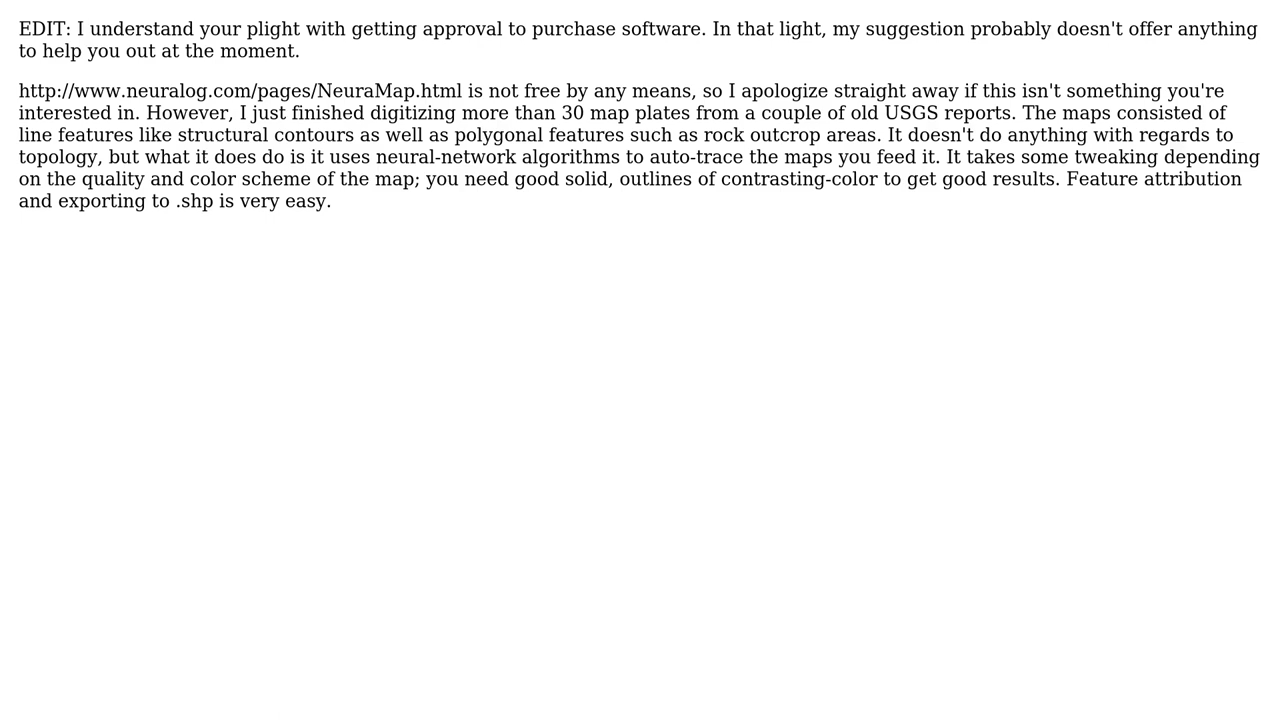 EDIT: I understand your plight with getting approval to purchase software. In that light, my suggestion probably doesn't offer anything
to help you out at the moment.
http://www.neuralog.com/pages/NeuraMap.html is not free by any means, so I apologize straight away if this isn't something you're
interested in. However, I just finished digitizing more than 30 map plates from a couple of old USGS reports. The maps consisted of
line features like structural contours as well as polygonal features such as rock outcrop areas. It doesn't do anything with regards to
topology, but what it does do is it uses neural-network algorithms to auto-trace the maps you feed it. It takes some tweaking depending
on the quality and color scheme of the map; you need good solid, outlines of contrasting-color to get good results. Feature attribution
and exporting to .shp is very easy.